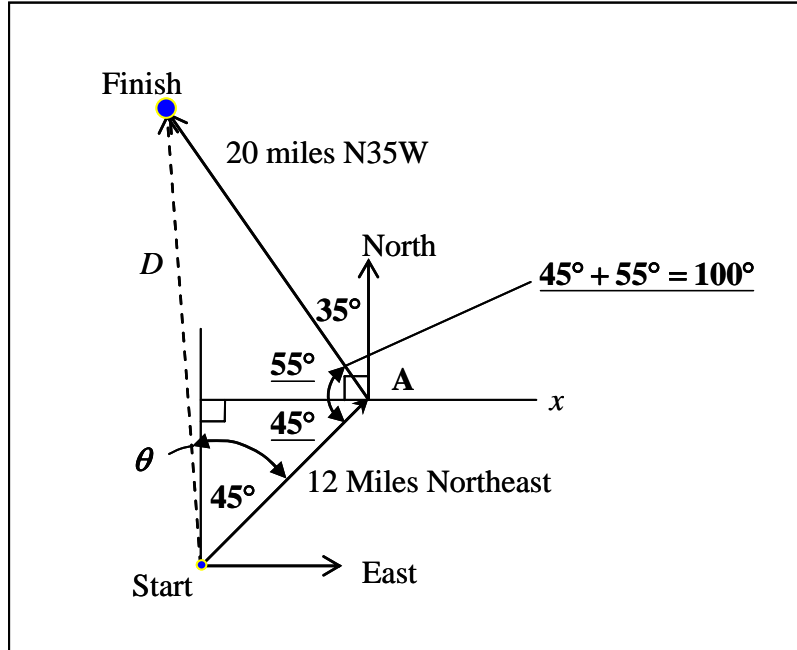 Finish
20 miles N35W
North
D
45° + 55° = 100°
35°
55°
A
x
45°
θ
12 Miles Northeast
45°
East
Start